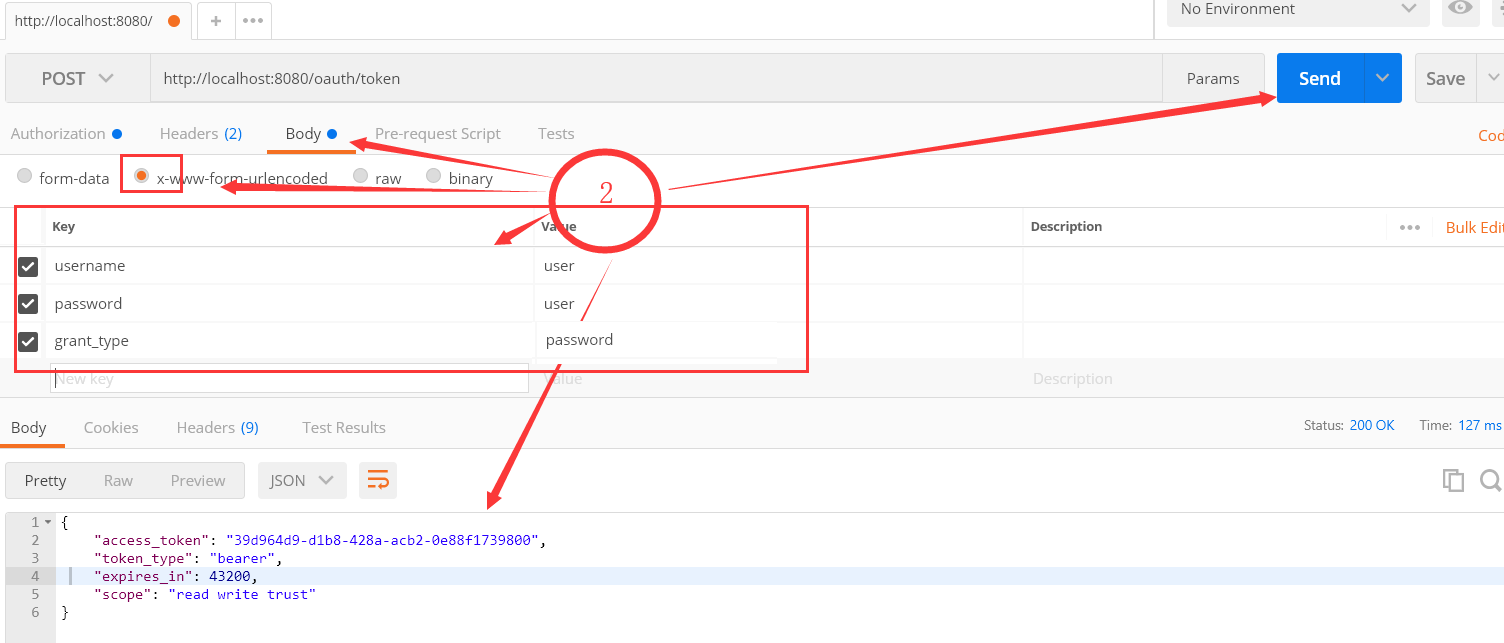 http://localhost:8080/
No Environment
POST http://localhost:8080/oauth/token Params Send Save
Authorization Headers (2) Body Pre-request Script Tests Cod
form-data x-www-form-urlencoded raw binary
2
Key Value Description Bulk Edit
username user
password user
grant_type password
New key Value Description
Body Cookies Headers (9) Test Results Status: 200 OK Time: 127 ms
Pretty Raw Preview JSON
1 {
2 "access_token": "39d964d9-d1b8-428a-acb2-0e88f1739800",
3 "token_type": "bearer",
4 "expires_in": 43200,
5 "scope": "read write trust"
6 }